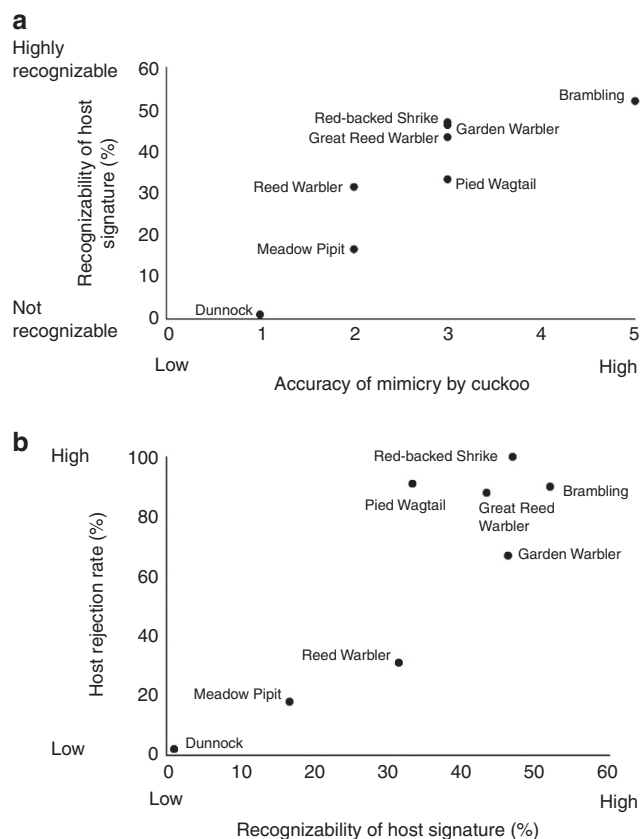 a
Highly
recognizable
Recognizability of host
signature (%)
60
50
40
30
20
10
0
Not
recognizable
Brambling
Red-backed Shrike
Garden Warbler
Great Reed Warbler
Reed Warbler
Pied Wagtail
Meadow Pipit
Dunnock
0 1 2 3 4 5
Low High
Accuracy of mimicry by cuckoo
b
High
Host rejection rate (%)
100
80
60
40
20
0
Low
Red-backed Shrike
Pied Wagtail
Great Reed
Warbler
Brambling
Garden Warbler
Reed Warbler
Meadow Pipit
Dunnock
0 10 20 30 40 50 60
Low High
Recognizability of host signature (%)